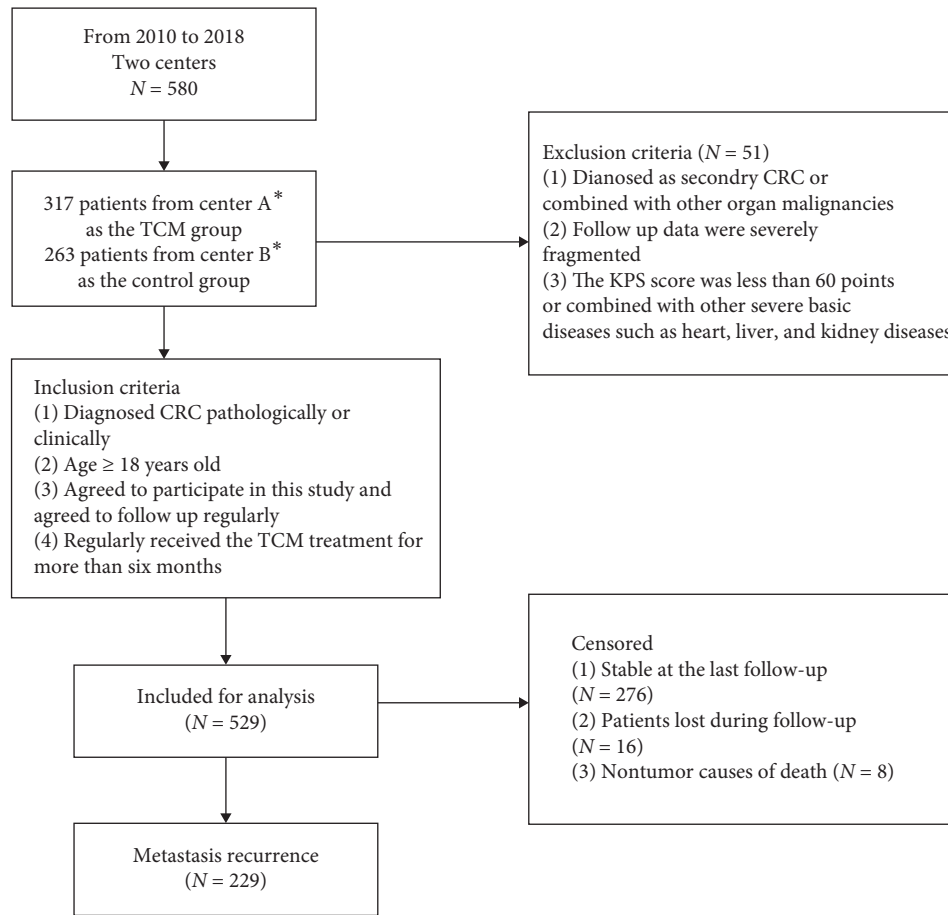 From 2010 to 2018
Two centers
N = 580
317 patients from center A*
as the TCM group
263 patients from center B*
as the control group
Exclusion criteria (N = 51)
(1) Dianosed as secondry CRC or
combined with other organ malignancies
(2) Follow up data were severely
fragmented
(3) The KPS score was less than 60 points
or combined with other severe basic
diseases such as heart, liver, and kidney diseases
Inclusion criteria
(1) Diagnosed CRC pathologically or
clinically
(2) Age ≥ 18 years old
(3) Agreed to participate in this study and
agreed to follow up regularly
(4) Regularly received the TCM treatment for
more than six months
Included for analysis
(N = 529)
Censored
(1) Stable at the last follow-up
(N = 276)
(2) Patients lost during follow-up
(N = 16)
(3) Nontumor causes of death (N = 8)
Metastasis recurrence
(N = 229)